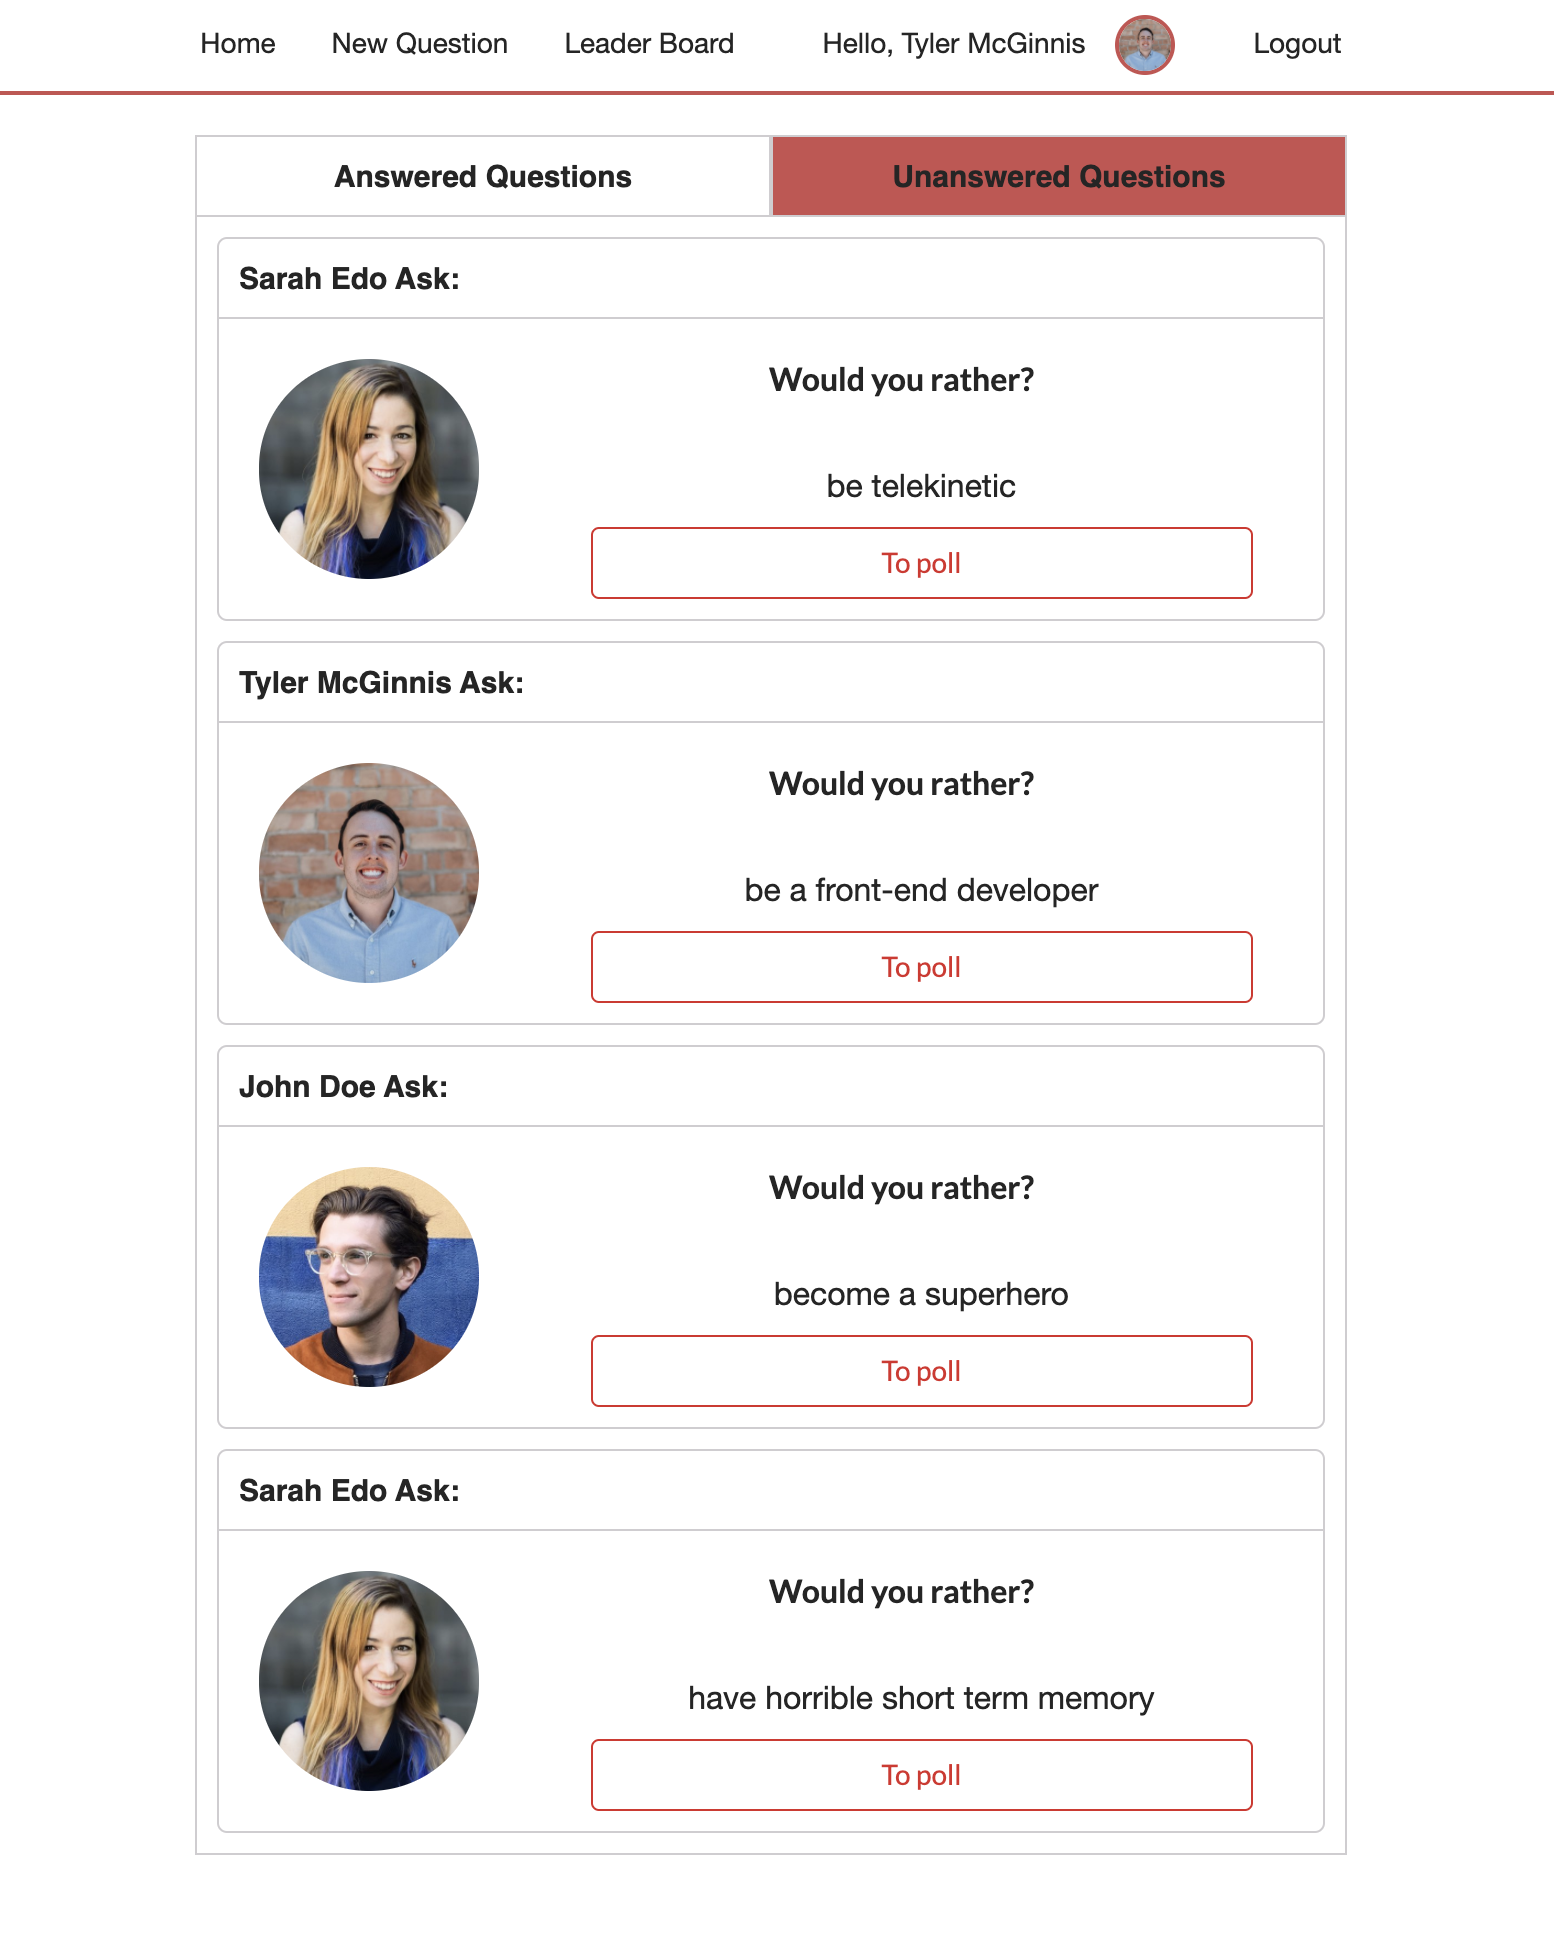 Home New Question Leader Board Hello, Tyler McGinnis Logout
Answered Questions Unanswered Questions
Sarah Edo Ask:
Would you rather?
be telekinetic
To poll
Tyler McGinnis Ask:
Would you rather?
be a front-end developer
To poll
John Doe Ask:
Would you rather?
become a superhero
To poll
Sarah Edo Ask:
Would you rather?
have horrible short term memory
To poll